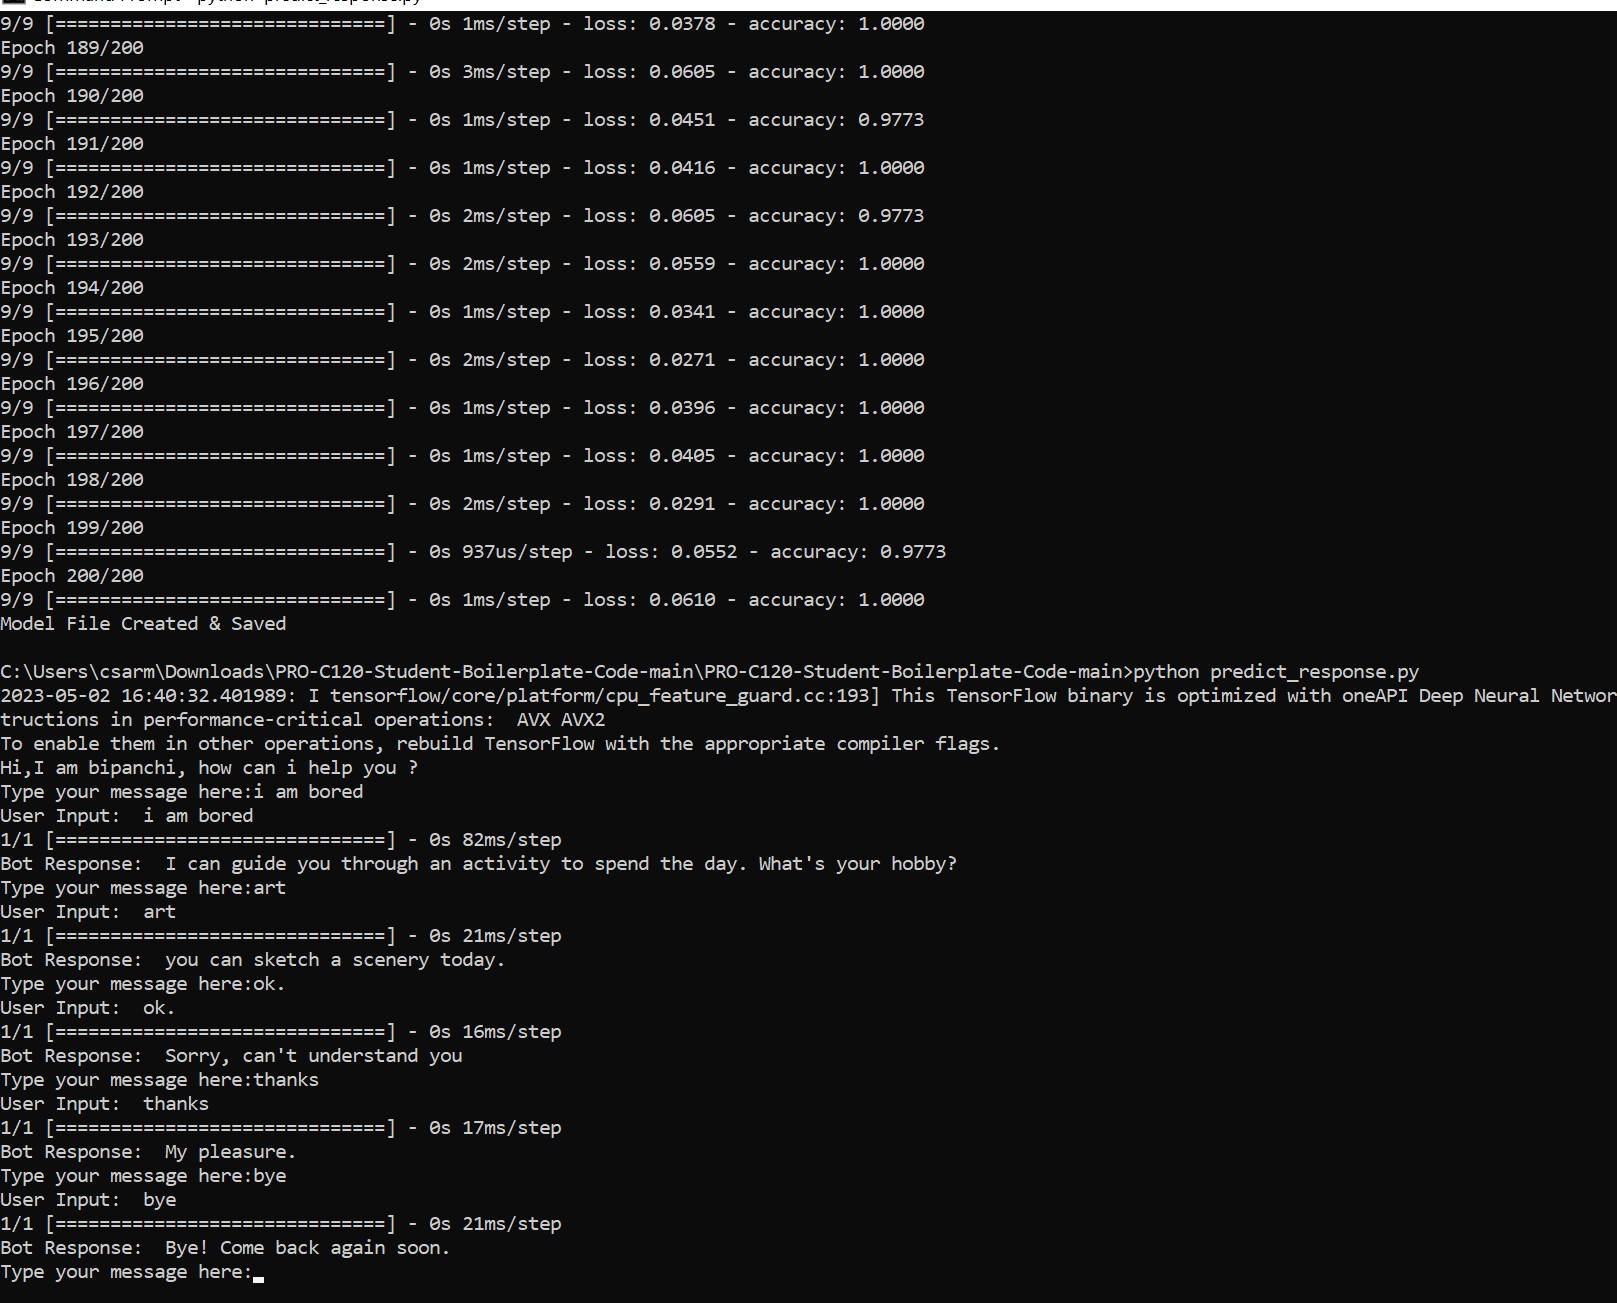 Command Prompt - python predict_response.py
9/9 [==============================] - 0s 1ms/step - loss: 0.0378 - accuracy: 1.0000
Epoch 189/200
9/9 [==============================] - 0s 3ms/step - loss: 0.0605 - accuracy: 1.0000
Epoch 190/200
9/9 [==============================] - 0s 1ms/step - loss: 0.0451 - accuracy: 0.9773
Epoch 191/200
9/9 [==============================] - 0s 1ms/step - loss: 0.0416 - accuracy: 1.0000
Epoch 192/200
9/9 [==============================] - 0s 2ms/step - loss: 0.0605 - accuracy: 0.9773
Epoch 193/200
9/9 [==============================] - 0s 2ms/step - loss: 0.0559 - accuracy: 1.0000
Epoch 194/200
9/9 [==============================] - 0s 1ms/step - loss: 0.0341 - accuracy: 1.0000
Epoch 195/200
9/9 [==============================] - 0s 2ms/step - loss: 0.0271 - accuracy: 1.0000
Epoch 196/200
9/9 [==============================] - 0s 1ms/step - loss: 0.0396 - accuracy: 1.0000
Epoch 197/200
9/9 [==============================] - 0s 1ms/step - loss: 0.0405 - accuracy: 1.0000
Epoch 198/200
9/9 [==============================] - 0s 2ms/step - loss: 0.0291 - accuracy: 1.0000
Epoch 199/200
9/9 [==============================] - 0s 937us/step - loss: 0.0552 - accuracy: 0.9773
Epoch 200/200
9/9 [==============================] - 0s 1ms/step - loss: 0.0610 - accuracy: 1.0000
Model File Created & Saved
C:\Users\csarm\Downloads\PRO-C120-Student-Boilerplate-Code-main\PRO-C120-Student-Boilerplate-Code-main>python predict_response.py
2023-05-02 16:40:32.401989: I tensorflow/core/platform/cpu_feature_guard.cc:193] This TensorFlow binary is optimized with oneAPI Deep Neural Networ
tructions in performance-critical operations:  AVX AVX2
To enable them in other operations, rebuild TensorFlow with the appropriate compiler flags.
Hi,I am bipanchi, how can i help you ?
Type your message here:i am bored
User Input:  i am bored
1/1 [==============================] - 0s 82ms/step
Bot Response:  I can guide you through an activity to spend the day. What's your hobby?
Type your message here:art
User Input:  art
1/1 [==============================] - 0s 21ms/step
Bot Response:  you can sketch a scenery today.
Type your message here:ok.
User Input:  ok.
1/1 [==============================] - 0s 16ms/step
Bot Response:  Sorry, can't understand you
Type your message here:thanks
User Input:  thanks
1/1 [==============================] - 0s 17ms/step
Bot Response:  My pleasure.
Type your message here:bye
User Input:  bye
1/1 [==============================] - 0s 21ms/step
Bot Response:  Bye! Come back again soon.
Type your message here: